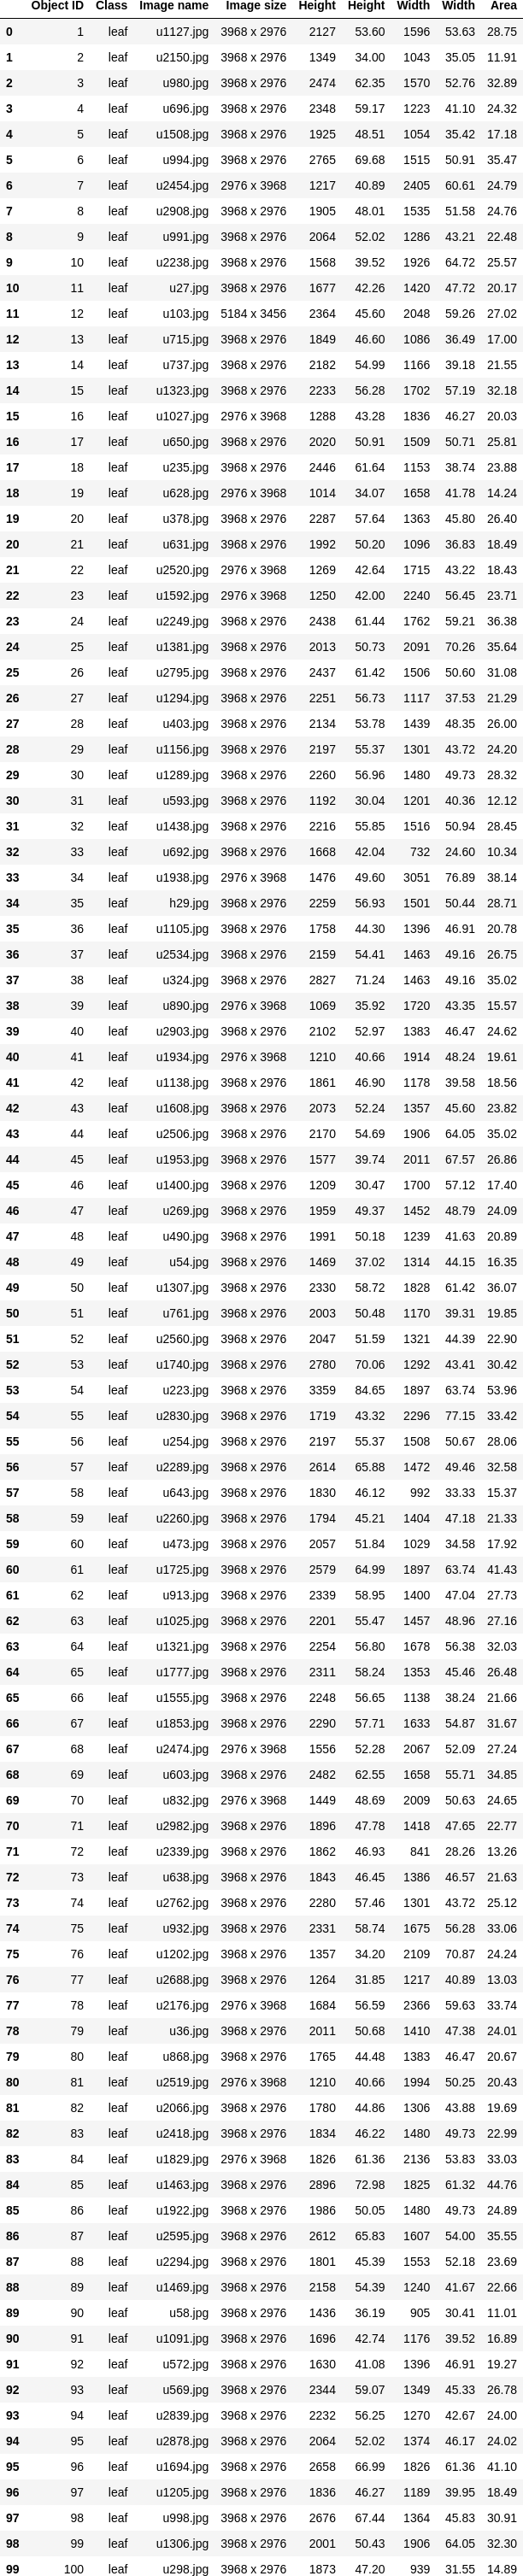 Object ID Class Image name Image size Height Height Width Width Area
0 1 leaf u1127.jpg 3968 x 2976 2127 53.60 1596 53.63 28.75
1 2 leaf u2150.jpg 3968 x 2976 1349 34.00 1043 35.05 11.91
2 3 leaf u980.jpg 3968 x 2976 2474 62.35 1570 52.76 32.89
3 4 leaf u696.jpg 3968 x 2976 2348 59.17 1223 41.10 24.32
4 5 leaf u1508.jpg 3968 x 2976 1925 48.51 1054 35.42 17.18
5 6 leaf u994.jpg 3968 x 2976 2765 69.68 1515 50.91 35.47
6 7 leaf u2454.jpg 2976 x 3968 1217 40.89 2405 60.61 24.79
7 8 leaf u2908.jpg 3968 x 2976 1905 48.01 1535 51.58 24.76
8 9 leaf u991.jpg 3968 x 2976 2064 52.02 1286 43.21 22.48
9 10 leaf u2238.jpg 3968 x 2976 1568 39.52 1926 64.72 25.57
10 11 leaf u27.jpg 3968 x 2976 1677 42.26 1420 47.72 20.17
11 12 leaf u103.jpg 5184 x 3456 2364 45.60 2048 59.26 27.02
12 13 leaf u715.jpg 3968 x 2976 1849 46.60 1086 36.49 17.00
13 14 leaf u737.jpg 3968 x 2976 2182 54.99 1166 39.18 21.55
14 15 leaf u1323.jpg 3968 x 2976 2233 56.28 1702 57.19 32.18
15 16 leaf u1027.jpg 2976 x 3968 1288 43.28 1836 46.27 20.03
16 17 leaf u650.jpg 3968 x 2976 2020 50.91 1509 50.71 25.81
17 18 leaf u235.jpg 3968 x 2976 2446 61.64 1153 38.74 23.88
18 19 leaf u628.jpg 2976 x 3968 1014 34.07 1658 41.78 14.24
19 20 leaf u378.jpg 3968 x 2976 2287 57.64 1363 45.80 26.40
20 21 leaf u631.jpg 3968 x 2976 1992 50.20 1096 36.83 18.49
21 22 leaf u2520.jpg 2976 x 3968 1269 42.64 1715 43.22 18.43
22 23 leaf u1592.jpg 2976 x 3968 1250 42.00 2240 56.45 23.71
23 24 leaf u2249.jpg 3968 x 2976 2438 61.44 1762 59.21 36.38
24 25 leaf u1381.jpg 3968 x 2976 2013 50.73 2091 70.26 35.64
25 26 leaf u2795.jpg 3968 x 2976 2437 61.42 1506 50.60 31.08
26 27 leaf u1294.jpg 3968 x 2976 2251 56.73 1117 37.53 21.29
27 28 leaf u403.jpg 3968 x 2976 2134 53.78 1439 48.35 26.00
28 29 leaf u1156.jpg 3968 x 2976 2197 55.37 1301 43.72 24.20
29 30 leaf u1289.jpg 3968 x 2976 2260 56.96 1480 49.73 28.32
30 31 leaf u593.jpg 3968 x 2976 1192 30.04 1201 40.36 12.12
31 32 leaf u1438.jpg 3968 x 2976 2216 55.85 1516 50.94 28.45
32 33 leaf u692.jpg 3968 x 2976 1668 42.04 732 24.60 10.34
33 34 leaf u1938.jpg 2976 x 3968 1476 49.60 3051 76.89 38.14
34 35 leaf h29.jpg 3968 x 2976 2259 56.93 1501 50.44 28.71
35 36 leaf u1105.jpg 3968 x 2976 1758 44.30 1396 46.91 20.78
36 37 leaf u2534.jpg 3968 x 2976 2159 54.41 1463 49.16 26.75
37 38 leaf u324.jpg 3968 x 2976 2827 71.24 1463 49.16 35.02
38 39 leaf u890.jpg 2976 x 3968 1069 35.92 1720 43.35 15.57
39 40 leaf u2903.jpg 3968 x 2976 2102 52.97 1383 46.47 24.62
40 41 leaf u1934.jpg 2976 x 3968 1210 40.66 1914 48.24 19.61
41 42 leaf u1138.jpg 3968 x 2976 1861 46.90 1178 39.58 18.56
42 43 leaf u1608.jpg 3968 x 2976 2073 52.24 1357 45.60 23.82
43 44 leaf u2506.jpg 3968 x 2976 2170 54.69 1906 64.05 35.02
44 45 leaf u1953.jpg 3968 x 2976 1577 39.74 2011 67.57 26.86
45 46 leaf u1400.jpg 3968 x 2976 1209 30.47 1700 57.12 17.40
46 47 leaf u269.jpg 3968 x 2976 1959 49.37 1452 48.79 24.09
47 48 leaf u490.jpg 3968 x 2976 1991 50.18 1239 41.63 20.89
48 49 leaf u54.jpg 3968 x 2976 1469 37.02 1314 44.15 16.35
49 50 leaf u1307.jpg 3968 x 2976 2330 58.72 1828 61.42 36.07
50 51 leaf u761.jpg 3968 x 2976 2003 50.48 1170 39.31 19.85
51 52 leaf u2560.jpg 3968 x 2976 2047 51.59 1321 44.39 22.90
52 53 leaf u1740.jpg 3968 x 2976 2780 70.06 1292 43.41 30.42
53 54 leaf u223.jpg 3968 x 2976 3359 84.65 1897 63.74 53.96
54 55 leaf u2830.jpg 3968 x 2976 1719 43.32 2296 77.15 33.42
55 56 leaf u254.jpg 3968 x 2976 2197 55.37 1508 50.67 28.06
56 57 leaf u2289.jpg 3968 x 2976 2614 65.88 1472 49.46 32.58
57 58 leaf u643.jpg 3968 x 2976 1830 46.12 992 33.33 15.37
58 59 leaf u2260.jpg 3968 x 2976 1794 45.21 1404 47.18 21.33
59 60 leaf u473.jpg 3968 x 2976 2057 51.84 1029 34.58 17.92
60 61 leaf u1725.jpg 3968 x 2976 2579 64.99 1897 63.74 41.43
61 62 leaf u913.jpg 3968 x 2976 2339 58.95 1400 47.04 27.73
62 63 leaf u1025.jpg 3968 x 2976 2201 55.47 1457 48.96 27.16
63 64 leaf u1321.jpg 3968 x 2976 2254 56.80 1678 56.38 32.03
64 65 leaf u1777.jpg 3968 x 2976 2311 58.24 1353 45.46 26.48
65 66 leaf u1555.jpg 3968 x 2976 2248 56.65 1138 38.24 21.66
66 67 leaf u1853.jpg 3968 x 2976 2290 57.71 1633 54.87 31.67
67 68 leaf u2474.jpg 2976 x 3968 1556 52.28 2067 52.09 27.24
68 69 leaf u603.jpg 3968 x 2976 2482 62.55 1658 55.71 34.85
69 70 leaf u832.jpg 2976 x 3968 1449 48.69 2009 50.63 24.65
70 71 leaf u2982.jpg 3968 x 2976 1896 47.78 1418 47.65 22.77
71 72 leaf u2339.jpg 3968 x 2976 1862 46.93 841 28.26 13.26
72 73 leaf u638.jpg 3968 x 2976 1843 46.45 1386 46.57 21.63
73 74 leaf u2762.jpg 3968 x 2976 2280 57.46 1301 43.72 25.12
74 75 leaf u932.jpg 3968 x 2976 2331 58.74 1675 56.28 33.06
75 76 leaf u1202.jpg 3968 x 2976 1357 34.20 2109 70.87 24.24
76 77 leaf u2688.jpg 3968 x 2976 1264 31.85 1217 40.89 13.03
77 78 leaf u2176.jpg 2976 x 3968 1684 56.59 2366 59.63 33.74
78 79 leaf u36.jpg 3968 x 2976 2011 50.68 1410 47.38 24.01
79 80 leaf u868.jpg 3968 x 2976 1765 44.48 1383 46.47 20.67
80 81 leaf u2519.jpg 2976 x 3968 1210 40.66 1994 50.25 20.43
81 82 leaf u2066.jpg 3968 x 2976 1780 44.86 1306 43.88 19.69
82 83 leaf u2418.jpg 3968 x 2976 1834 46.22 1480 49.73 22.99
83 84 leaf u1829.jpg 2976 x 3968 1826 61.36 2136 53.83 33.03
84 85 leaf u1463.jpg 3968 x 2976 2896 72.98 1825 61.32 44.76
85 86 leaf u1922.jpg 3968 x 2976 1986 50.05 1480 49.73 24.89
86 87 leaf u2595.jpg 3968 x 2976 2612 65.83 1607 54.00 35.55
87 88 leaf u2294.jpg 3968 x 2976 1801 45.39 1553 52.18 23.69
88 89 leaf u1469.jpg 3968 x 2976 2158 54.39 1240 41.67 22.66
89 90 leaf u58.jpg 3968 x 2976 1436 36.19 905 30.41 11.01
90 91 leaf u1091.jpg 3968 x 2976 1696 42.74 1176 39.52 16.89
91 92 leaf u572.jpg 3968 x 2976 1630 41.08 1396 46.91 19.27
92 93 leaf u569.jpg 3968 x 2976 2344 59.07 1349 45.33 26.78
93 94 leaf u2839.jpg 3968 x 2976 2232 56.25 1270 42.67 24.00
94 95 leaf u2878.jpg 3968 x 2976 2064 52.02 1374 46.17 24.02
95 96 leaf u1694.jpg 3968 x 2976 2658 66.99 1826 61.36 41.10
96 97 leaf u1205.jpg 3968 x 2976 1836 46.27 1189 39.95 18.49
97 98 leaf u998.jpg 3968 x 2976 2676 67.44 1364 45.83 30.91
98 99 leaf u1306.jpg 3968 x 2976 2001 50.43 1906 64.05 32.30
99 100 leaf u298.jpg 3968 x 2976 1873 47.20 939 31.55 14.89